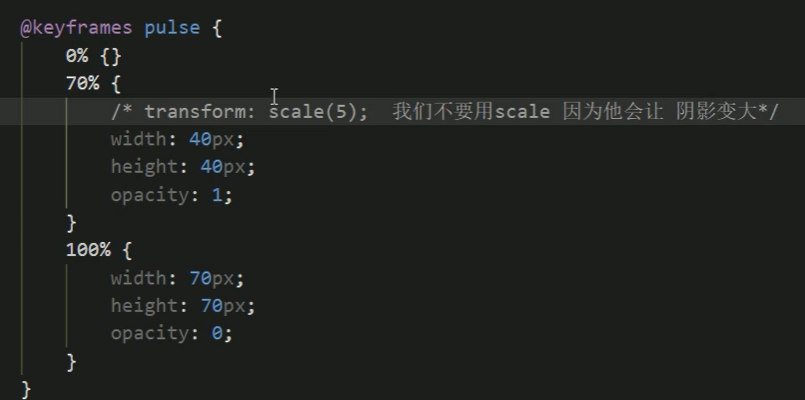 @keyframes pulse {
0% {}
70% {
/* transform: scale(5);  我们不要用scale 因为他会让 阴影变大*/
width: 40px;
height: 40px;
opacity: 1;
}
100% {
width: 70px;
height: 70px;
opacity: 0;
}
}